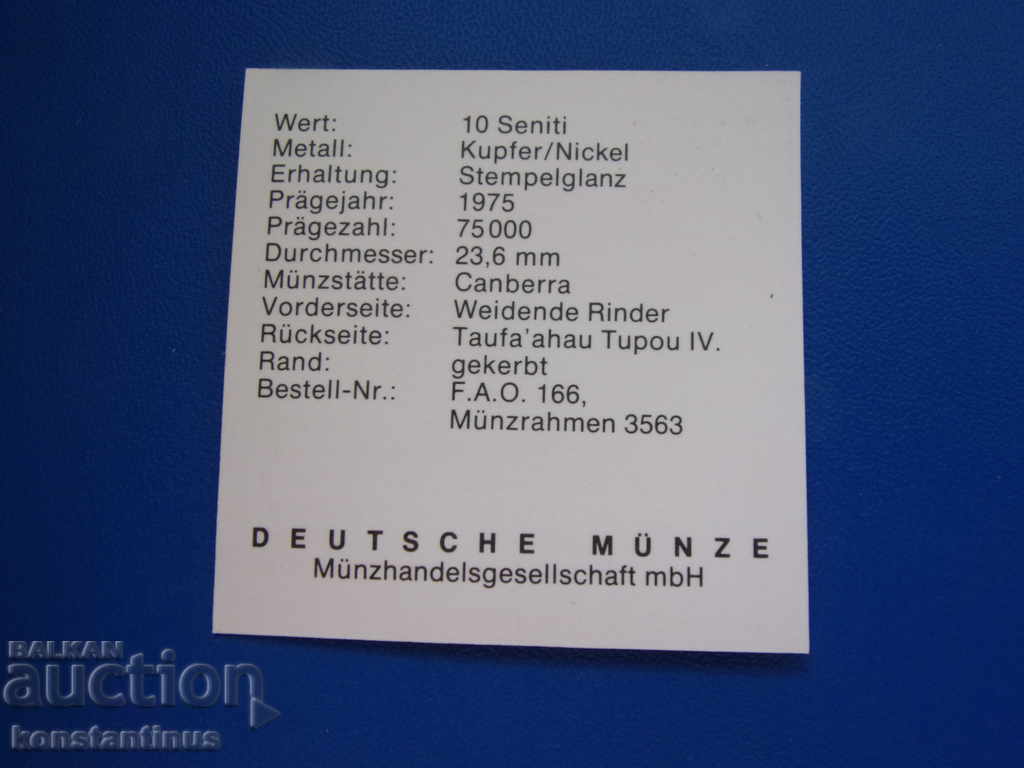 Wert: 10 Seniti
Metall: Kupfer/Nickel
Erhaltung: Stempelglanz
Prägejahr: 1975
Prägezahl: 75000
Durchmesser: 23,6 mm
Münzstätte: Canberra
Vorderseite: Weidende Rinder
Rückseite: Taufa'ahau Tupou IV.
Rand: gekerbt
Bestell-Nr.: F.A.O. 166,
Münzrahmen 3563
DEUTSCHE MÜNZE
Münzhandelsgesellschaft mbH
BALKAN
auction
konstantinus